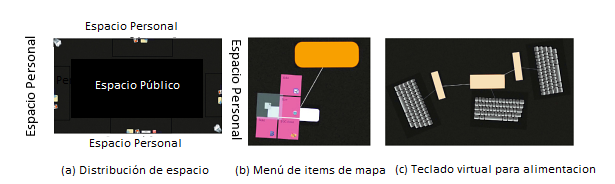 Espacio Personal
Espacio Personal
Espacio Público
Espacio Personal
Espacio Personal
(a) Distribución de espacio
(b) Menú de items de mapa
(c) Teclado virtual para alimentacion